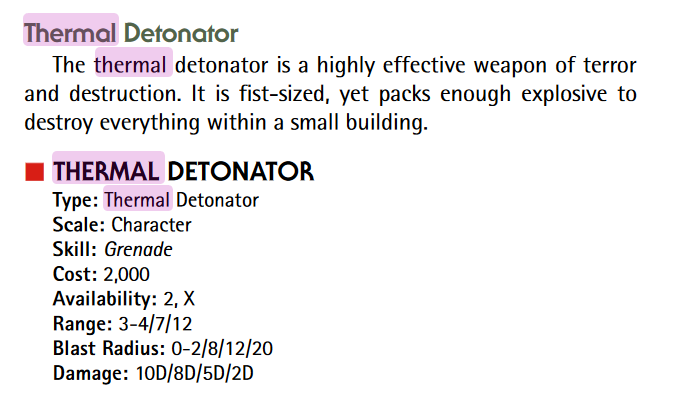 Thermal Detonator
The thermal detonator is a highly effective weapon of terror
and destruction. It is fist-sized, yet packs enough explosive to
destroy everything within a small building.
THERMAL DETONATOR
Type: Thermal Detonator
Scale: Character
Skill: Grenade
Cost: 2,000
Availability: 2, X
Range: 3-4/7/12
Blast Radius: 0-2/8/12/20
Damage: 10D/8D/5D/2D